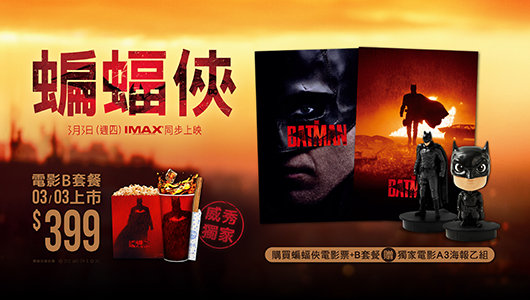 蝙蝠俠
3月3日(週四) IMAX 同步上映
電影B套餐
03/03上市
$399
威秀
獨家
THE
BATMAN
THE
BATMAN
購買蝙蝠俠電影票+B套餐 贈 獨家電影A3海報乙組